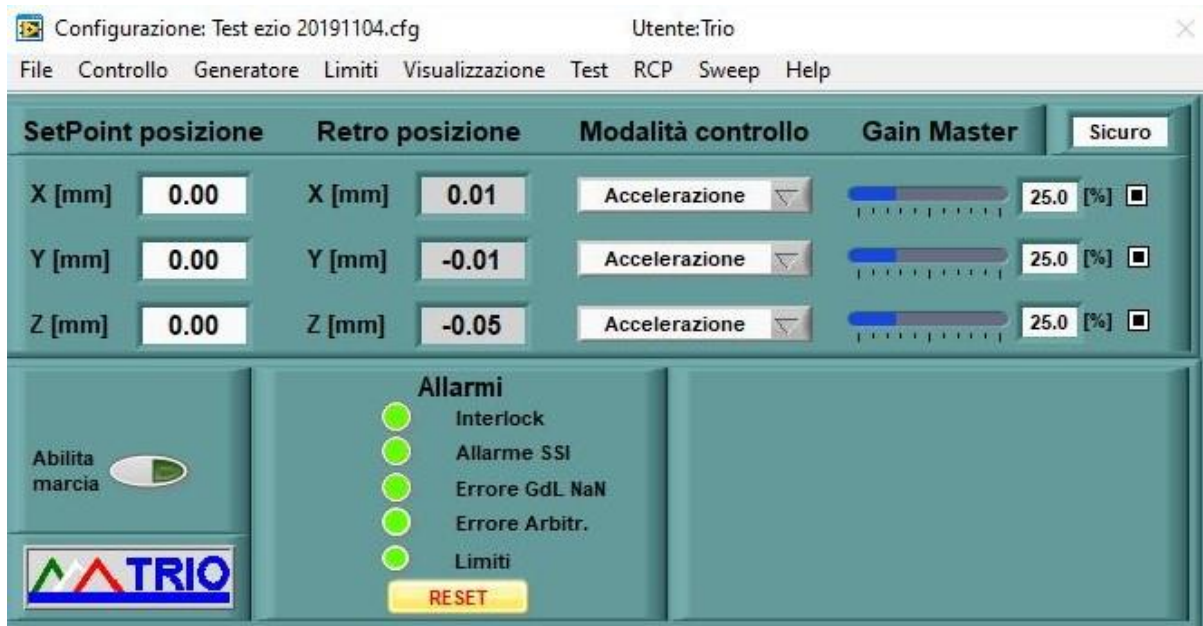 Configurazione: Test ezio 20191104.cfg Utente:Trio
File Controllo Generatore Limiti Visualizzazione Test RCP Sweep Help
SetPoint posizione Retro posizione Modalità controllo Gain Master Sicuro
X [mm] 0.00 X [mm] 0.01 Accelerazione 25.0 [%]
Y [mm] 0.00 Y [mm] -0.01 Accelerazione 25.0 [%]
Z [mm] 0.00 Z [mm] -0.05 Accelerazione 25.0 [%]
Abilita
marcia
Allarmi
Interlock
Allarme SSI
Errore GdL NaN
Errore Arbitr.
Limiti
RESET
TRIO